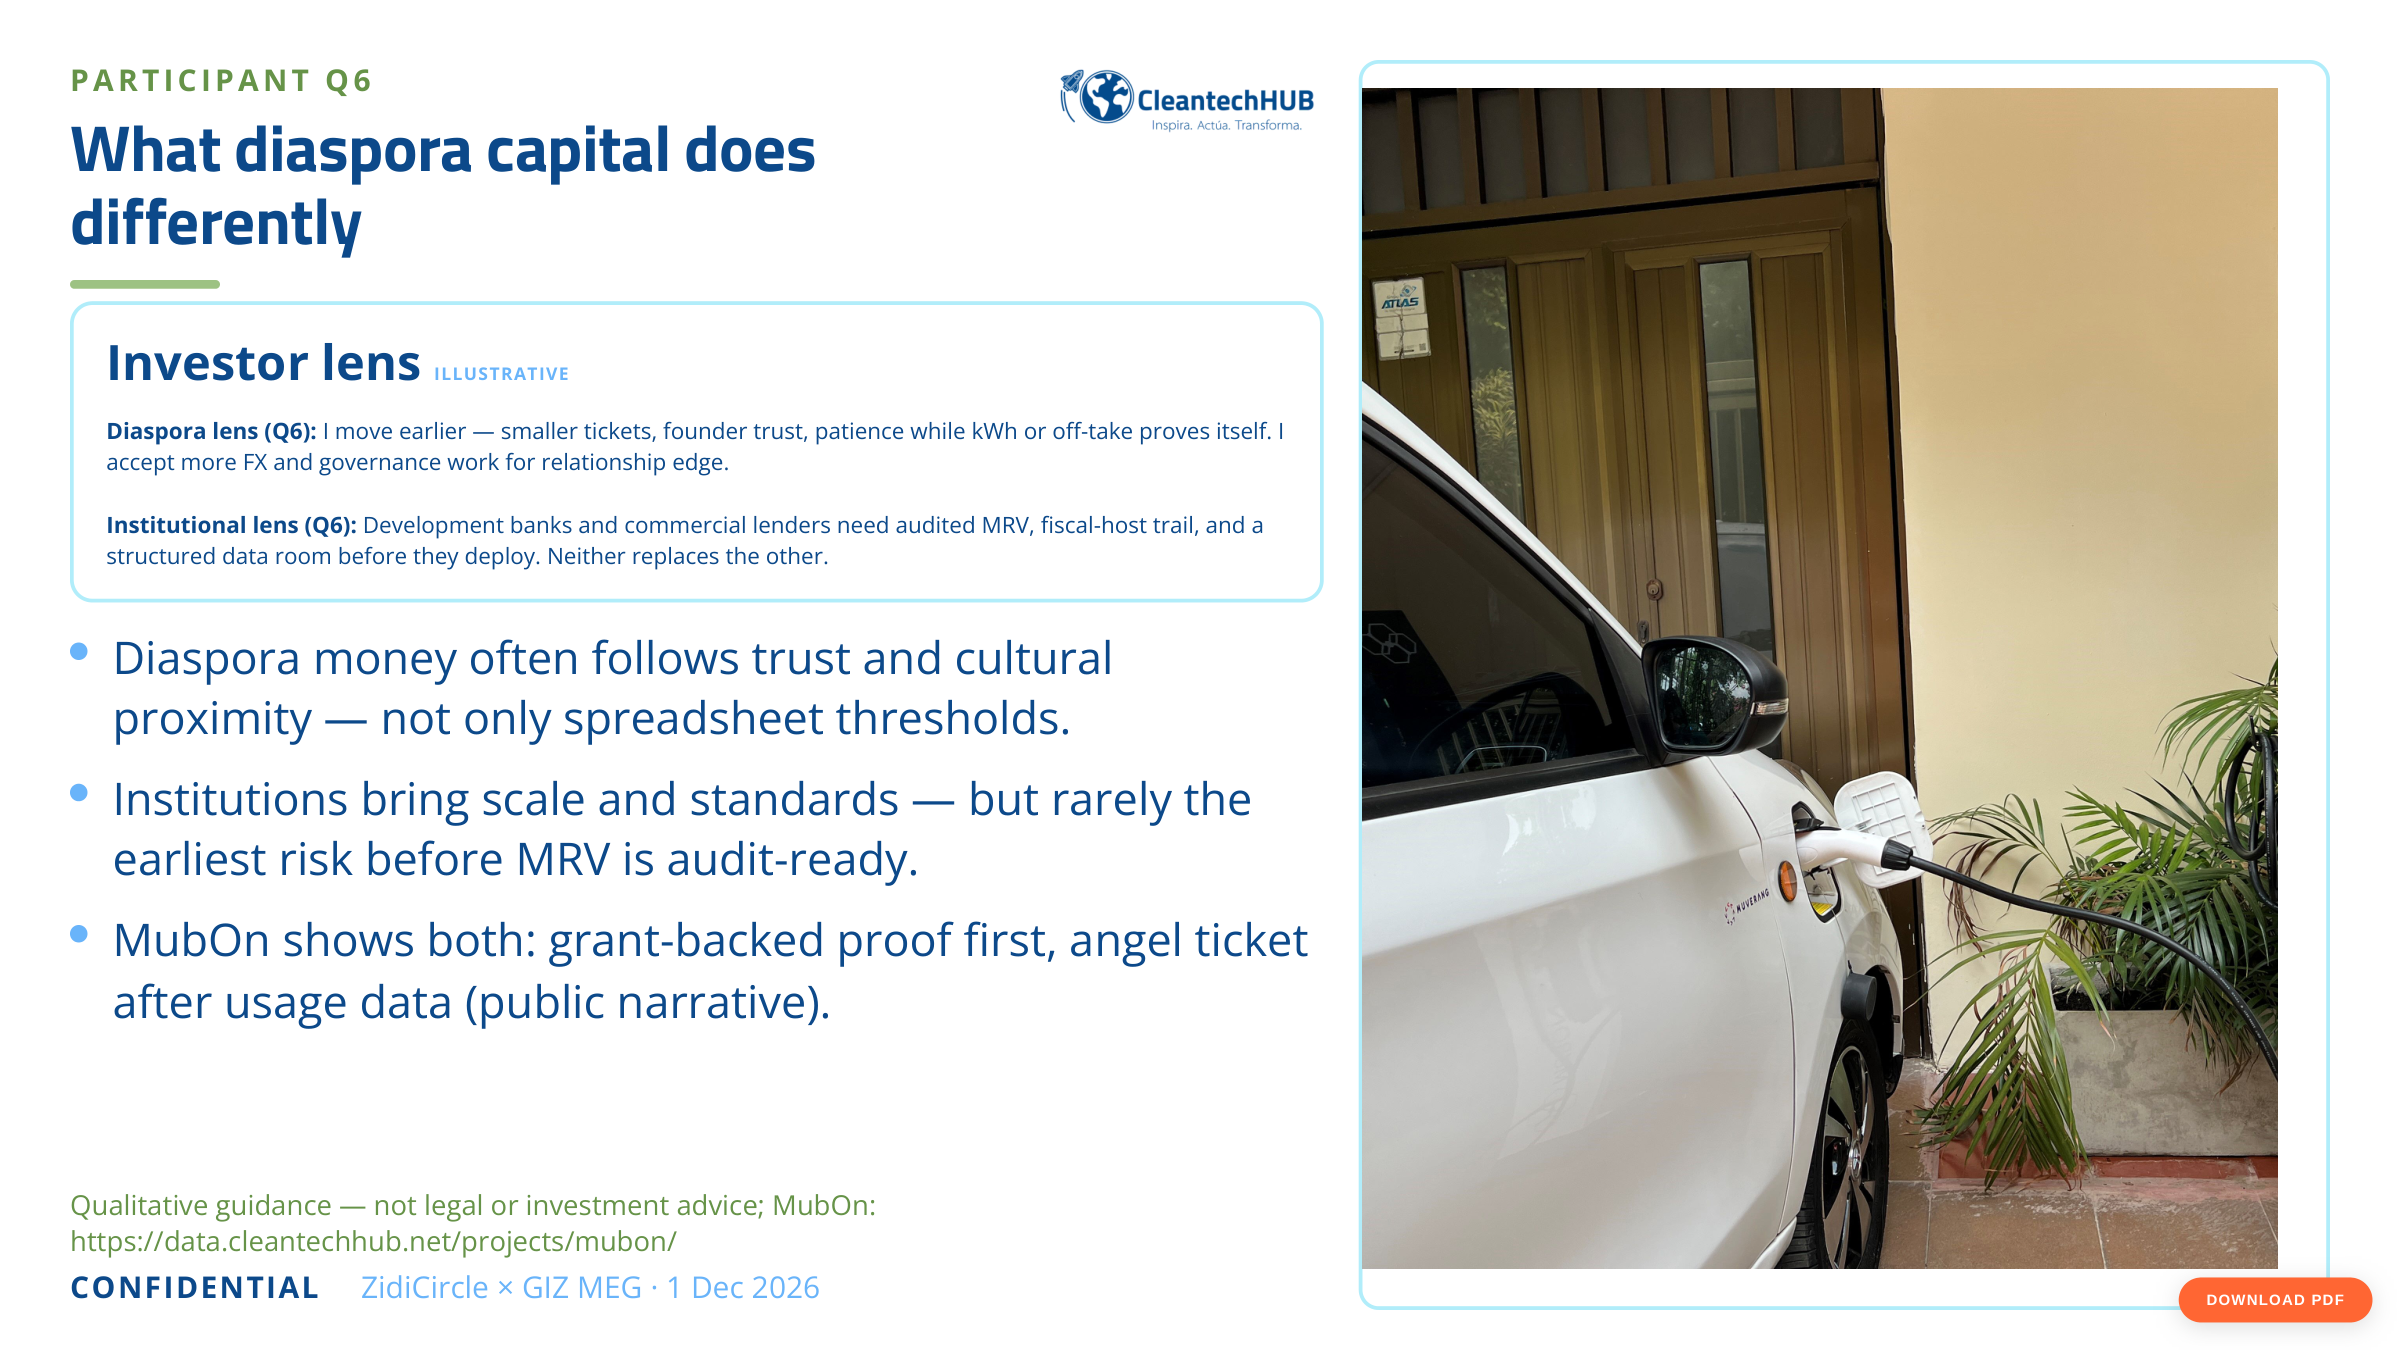 PARTICIPANT Q6
What diaspora capital does
differently
CleantechHUB
Inspira. Actúa. Transforma.
Investor lens ILLUSTRATIVE
Diaspora lens (Q6): I move earlier — smaller tickets, founder trust, patience while kWh or off-take proves itself. I
accept more FX and governance work for relationship edge.
Institutional lens (Q6): Development banks and commercial lenders need audited MRV, fiscal-host trail, and a
structured data room before they deploy. Neither replaces the other.
Diaspora money often follows trust and cultural
proximity — not only spreadsheet thresholds.
Institutions bring scale and standards — but rarely the
earliest risk before MRV is audit-ready.
MubOn shows both: grant-backed proof first, angel ticket
after usage data (public narrative).
Qualitative guidance — not legal or investment advice; MubOn:
https://data.cleantechhub.net/projects/mubon/
CONFIDENTIAL ZidiCircle × GIZ MEG · 1 Dec 2026
ATLAS
MUVERANG
DOWNLOAD PDF